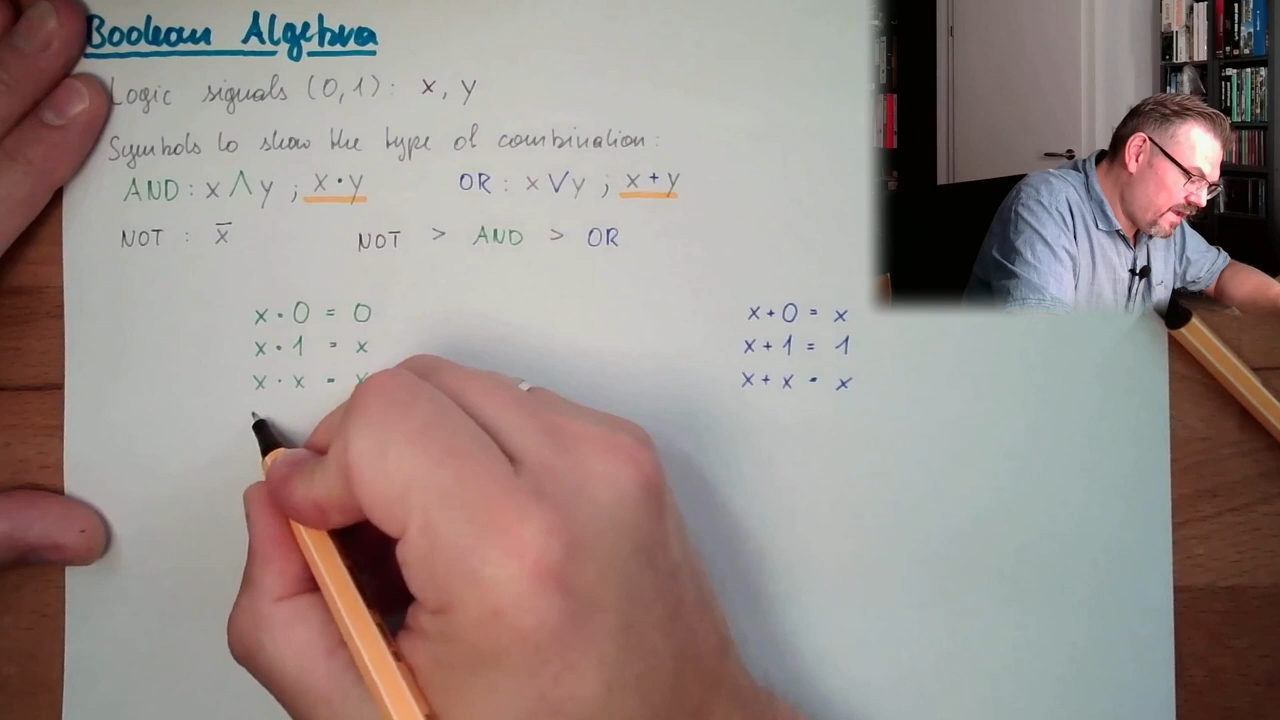 Boolean Algebra
Logic signals (0,1): x, y
Symbols to show the type of combination:
AND: x ∧ y ; x · y OR: x ∨ y ; x + y
NOT : x̅ NOT > AND > OR
x · 0 = 0 x + 0 = x
x · 1 = x x + 1 = 1
x · x = x x + x = x